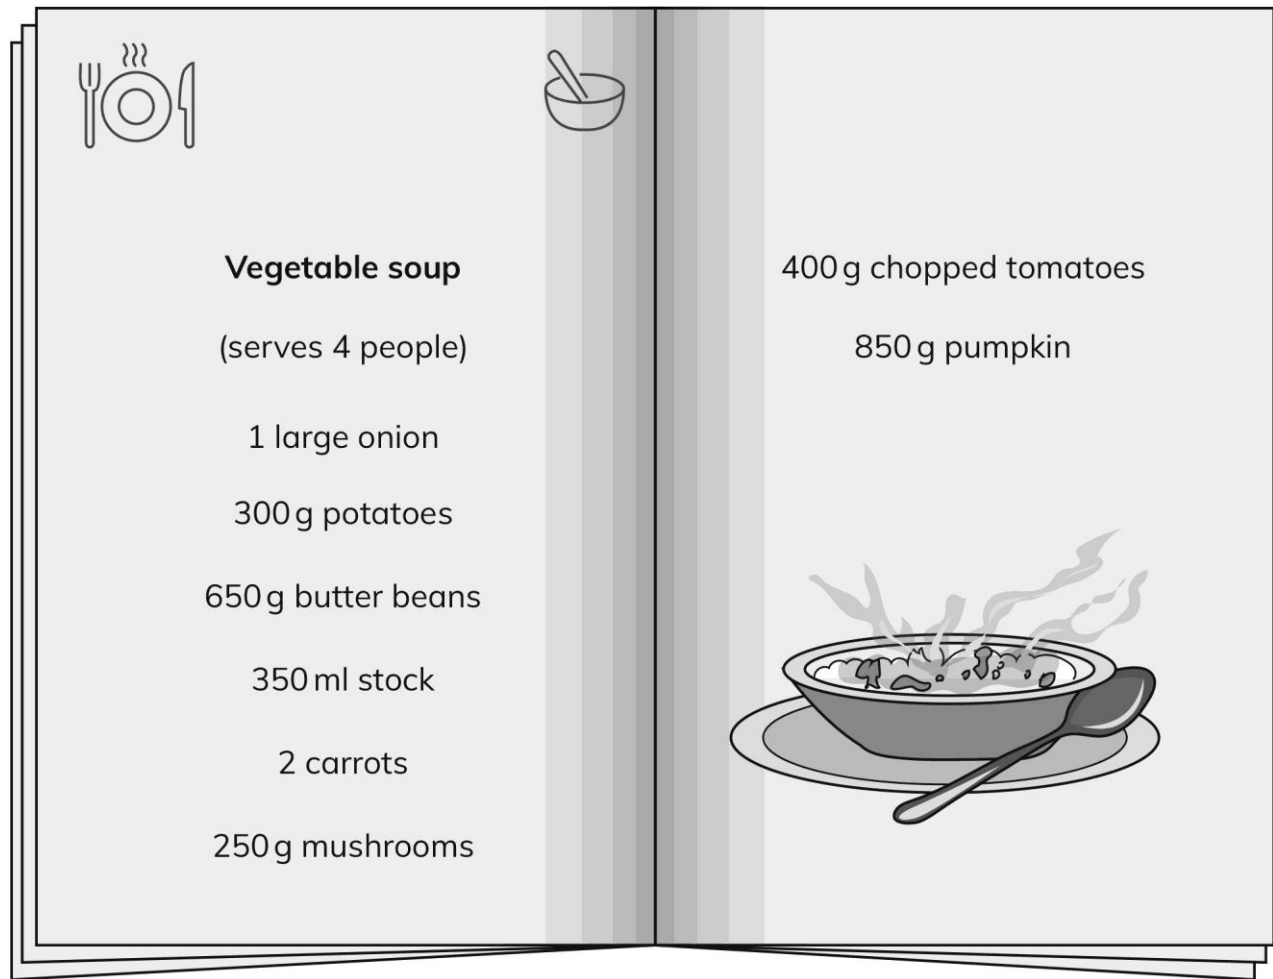 Vegetable soup
(serves 4 people)
1 large onion
300 g potatoes
650 g butter beans
350 ml stock
2 carrots
250 g mushrooms
400 g chopped tomatoes
850 g pumpkin